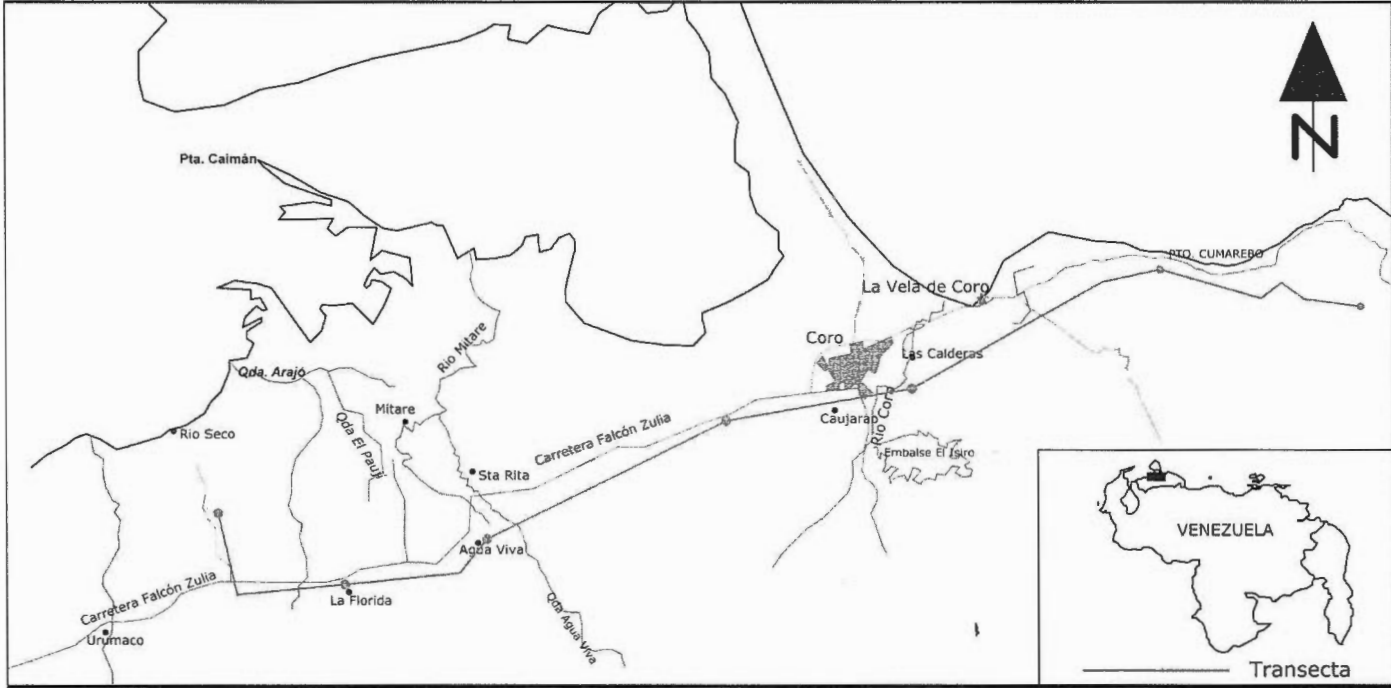 N
Pta. Caimán
PTO. CUMAREBO
La Vela de Coro
Rio Mitare
Coro
Las Calderas
Qda. Arajó
Mitare
Qda El Pauji
Rio Seco
Carretera Falcón Zulia
Caujarao
Rio Coro
Embalse El Isiro
Sta Rita
Agua Viva
Carretera Falcón Zulia
La Florida
Qda Agua Viva
Urumaco
VENEZUELA
Transecta